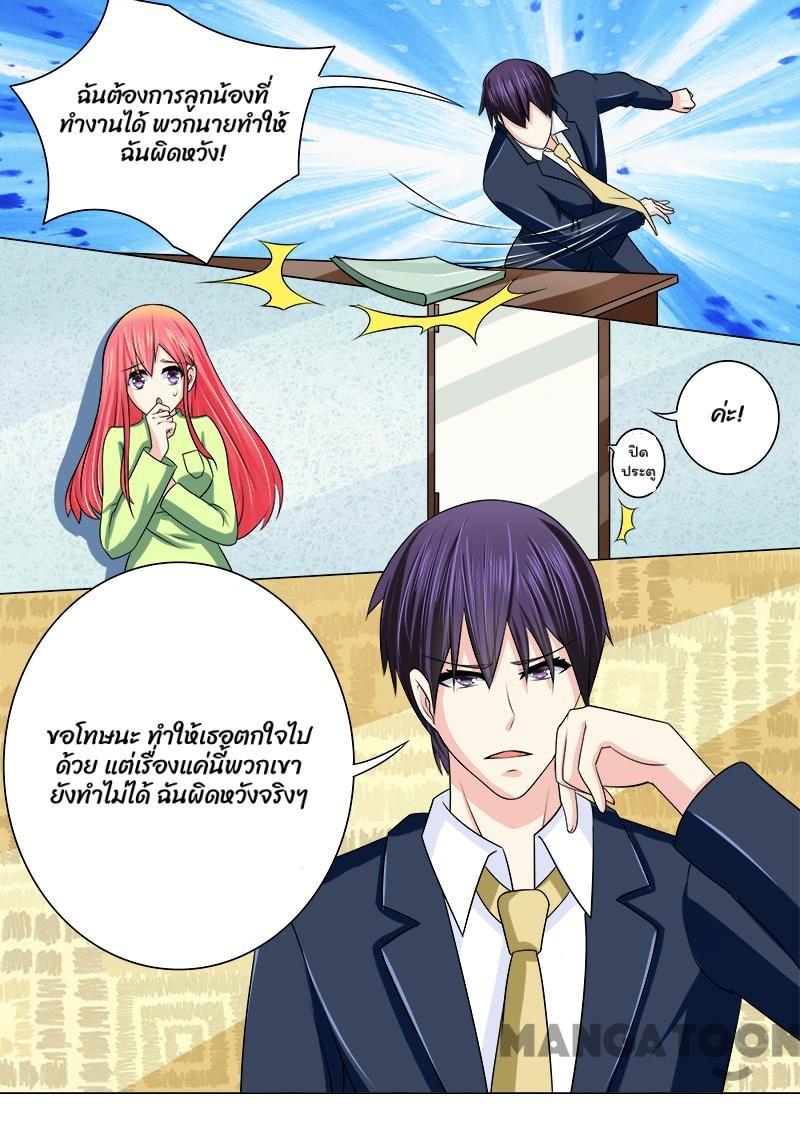 ฉันต้องการลูกน้องที่
ทำงานได้ พวกนายทำให้
ฉันผิดหวัง!
ค่ะ!
ปิด
ประตู
ขอโทษนะ ทำให้เธอตกใจไป
ด้วย แต่เรื่องแค่นี้พวกเขา
ยังทำไม่ได้ ฉันผิดหวังจริงๆ
MANGATOON